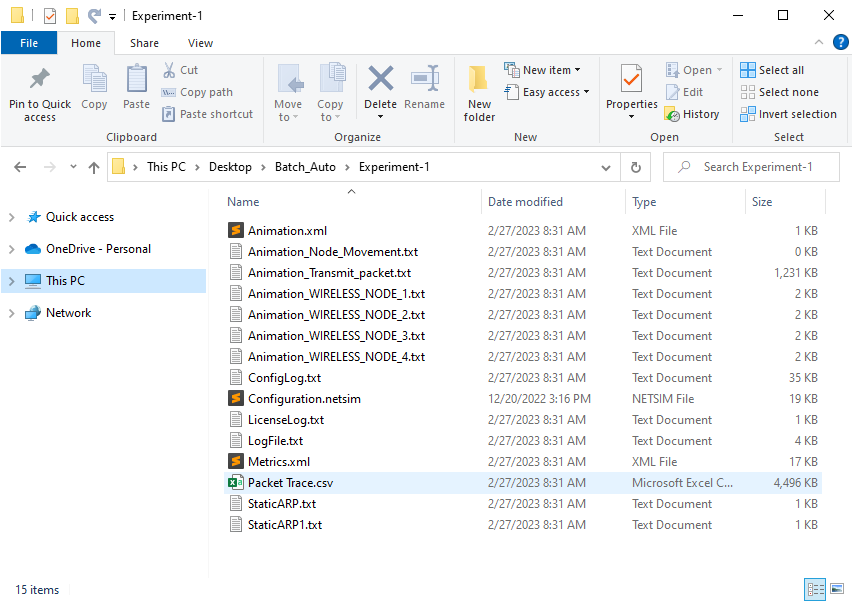 Experiment-1
File Home Share View
Pin to Quick access
Copy
Paste
Cut
Copy path
Paste shortcut
Clipboard
Move to
Copy to
Delete
Rename
Organize
New folder
New item
Easy access
New
Properties
Open
Edit
History
Open
Select all
Select none
Invert selection
Select
This PC Desktop Batch_Auto Experiment-1
Search Experiment-1
Quick access
OneDrive - Personal
This PC
Network
Name Date modified Type Size
Animation.xml 2/27/2023 8:31 AM XML File 1 KB
Animation_Node_Movement.txt 2/27/2023 8:31 AM Text Document 0 KB
Animation_Transmit_packet.txt 2/27/2023 8:31 AM Text Document 1,231 KB
Animation_WIRELESS_NODE_1.txt 2/27/2023 8:31 AM Text Document 2 KB
Animation_WIRELESS_NODE_2.txt 2/27/2023 8:31 AM Text Document 2 KB
Animation_WIRELESS_NODE_3.txt 2/27/2023 8:31 AM Text Document 2 KB
Animation_WIRELESS_NODE_4.txt 2/27/2023 8:31 AM Text Document 2 KB
ConfigLog.txt 2/27/2023 8:31 AM Text Document 35 KB
Configuration.netsim 12/20/2022 3:16 PM NETSIM File 19 KB
LicenseLog.txt 2/27/2023 8:31 AM Text Document 1 KB
LogFile.txt 2/27/2023 8:31 AM Text Document 4 KB
Metrics.xml 2/27/2023 8:31 AM XML File 17 KB
Packet Trace.csv 2/27/2023 8:31 AM Microsoft Excel C... 4,496 KB
StaticARP.txt 2/27/2023 8:31 AM Text Document 1 KB
StaticARP1.txt 2/27/2023 8:31 AM Text Document 1 KB
15 items